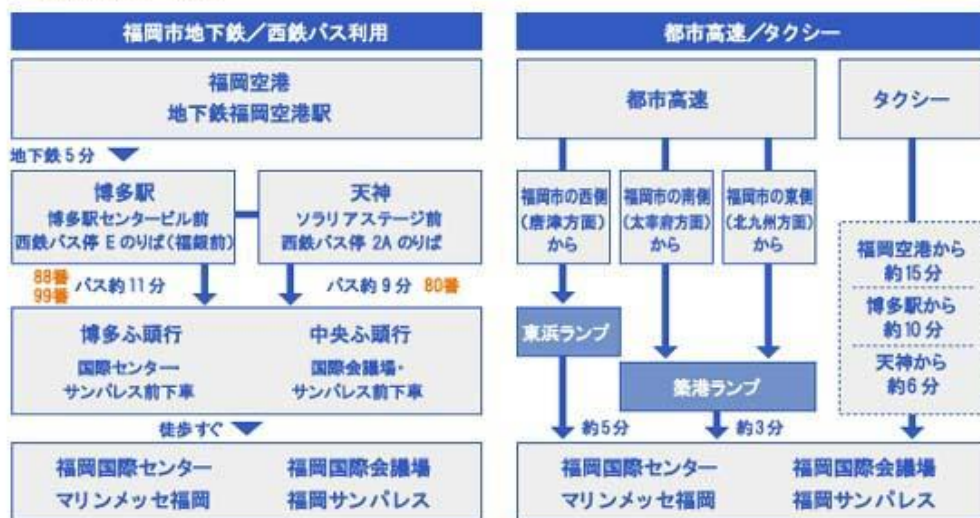 福岡市地下鉄／西鉄バス利用
福岡空港
地下鉄福岡空港駅
地下鉄5分
博多駅
博多駅センタービル前
西鉄バス停 E のりば(福銀前)
天神
ソラリアステージ前
西鉄バス停 2A のりば
88番
99番
バス約11分
バス約9分 80番
博多ふ頭行
国際センター
サンパレス前下車
中央ふ頭行
国際会議場・
サンパレス前下車
徒歩すぐ
福岡国際センター 福岡国際会議場
マリンメッセ福岡 福岡サンパレス
都市高速／タクシー
都市高速
タクシー
福岡市の西側
(唐津方面)
から
福岡市の南側
(太宰府方面)
から
福岡市の東側
(北九州方面)
から
福岡空港から
約15分
博多駅から
約10分
天神から
約6分
東浜ランプ
築港ランプ
約5分
約3分
福岡国際センター 福岡国際会議場
マリンメッセ福岡 福岡サンパレス